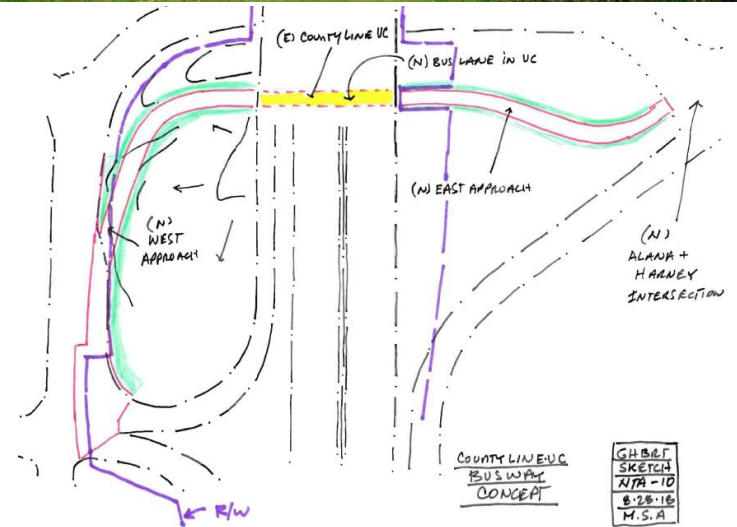 (E) COUNTY LINE UC
(N) BUS LANE IN UC
(N) EAST APPROACH
(N)
WEST
APPROACH
(N)
ALANA +
HARNEY
INTERSECTION
R/W
COUNTY LINE·UC
BUSWAY
CONCEPT
GHBRT
SKETCH
NTA-10
8-28-18
M.S.A